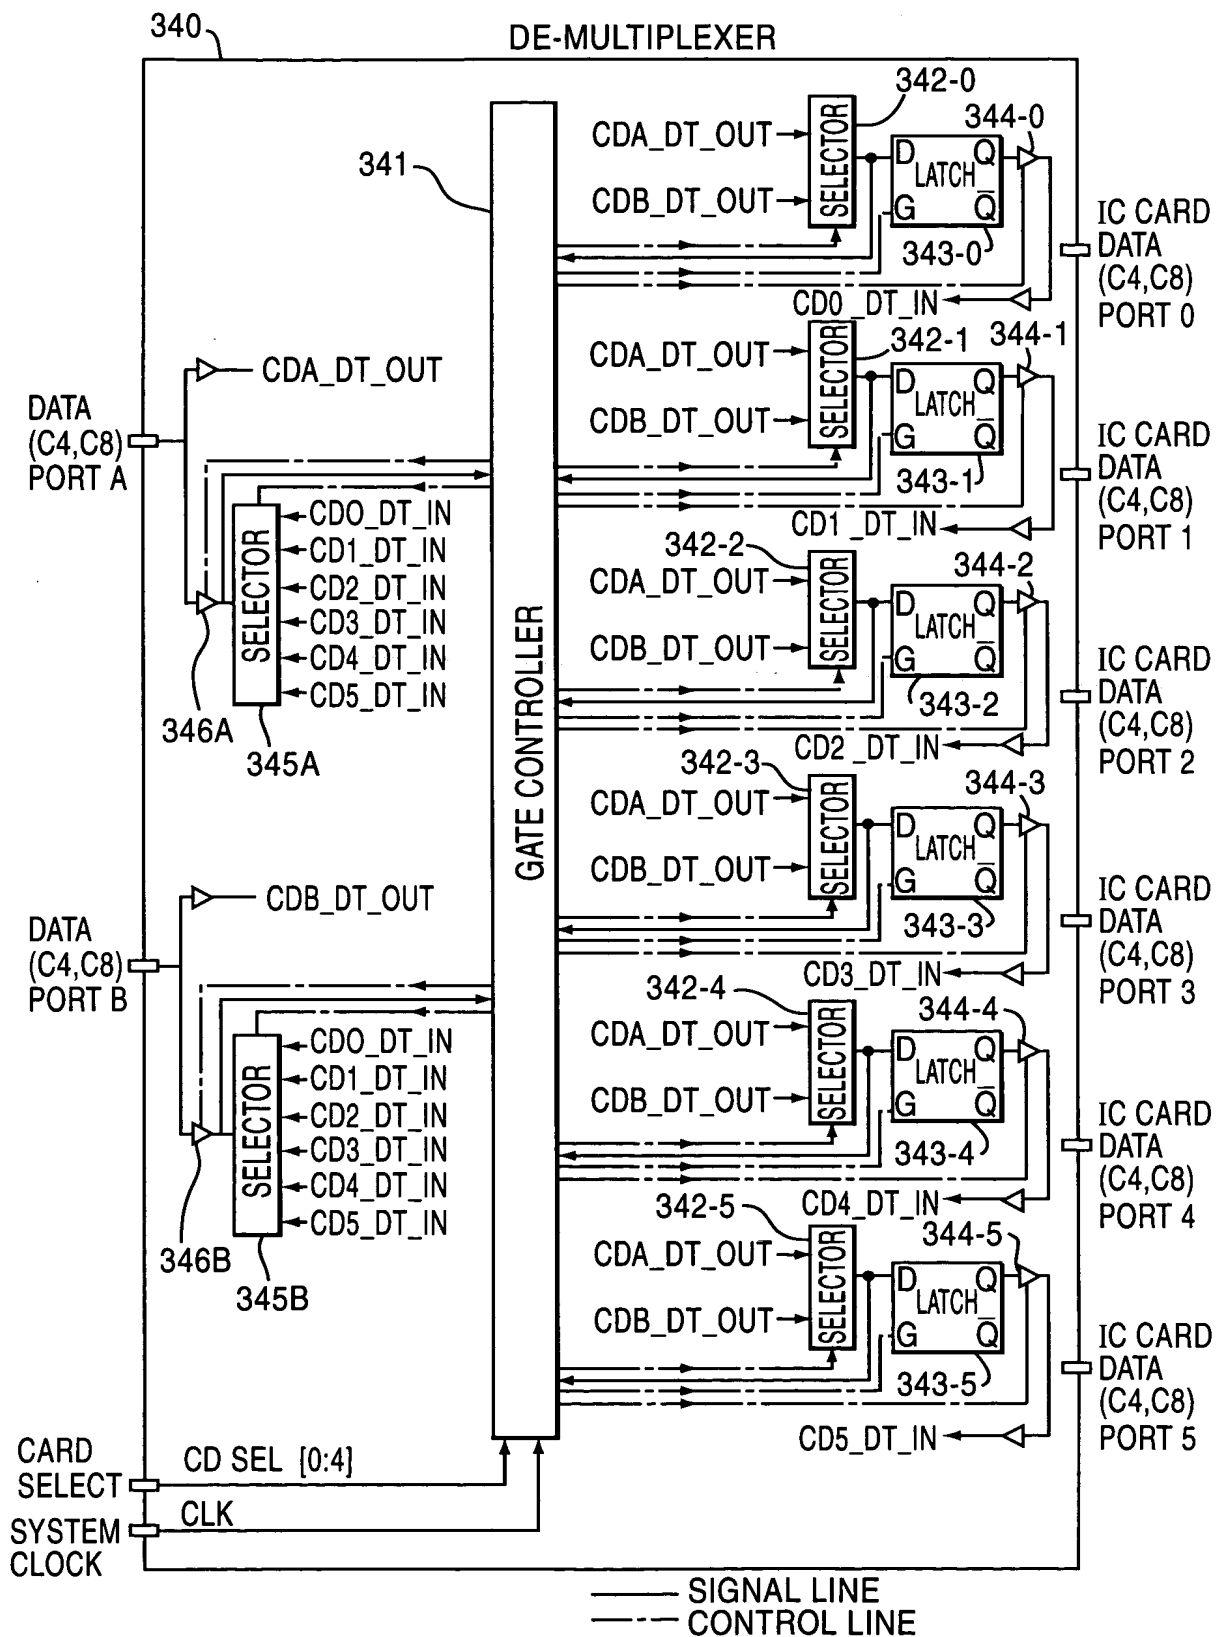 DE-MULTIPLEXER
340
341
GATE CONTROLLER
DATA
(C4,C8)
PORT A
CDA_DT_OUT
SELECTOR
CD0_DT_IN
CD1_DT_IN
CD2_DT_IN
CD3_DT_IN
CD4_DT_IN
CD5_DT_IN
346A
345A
DATA
(C4,C8)
PORT B
CDB_DT_OUT
SELECTOR
CD0_DT_IN
CD1_DT_IN
CD2_DT_IN
CD3_DT_IN
CD4_DT_IN
CD5_DT_IN
346B
345B
CARD
SELECT
CD SEL [0:4]
SYSTEM
CLOCK
CLK
342-0
CDA_DT_OUT
CDB_DT_OUT
SELECTOR
D Q
LATCH
G Q̅
343-0
344-0
CD0_DT_IN
IC CARD
DATA
(C4,C8)
PORT 0
342-1
CDA_DT_OUT
CDB_DT_OUT
SELECTOR
D Q
LATCH
G Q̅
343-1
344-1
CD1_DT_IN
IC CARD
DATA
(C4,C8)
PORT 1
342-2
CDA_DT_OUT
CDB_DT_OUT
SELECTOR
D Q
LATCH
G Q̅
343-2
344-2
CD2_DT_IN
IC CARD
DATA
(C4,C8)
PORT 2
342-3
CDA_DT_OUT
CDB_DT_OUT
SELECTOR
D Q
LATCH
G Q̅
343-3
344-3
CD3_DT_IN
IC CARD
DATA
(C4,C8)
PORT 3
342-4
CDA_DT_OUT
CDB_DT_OUT
SELECTOR
D Q
LATCH
G Q̅
343-4
344-4
CD4_DT_IN
IC CARD
DATA
(C4,C8)
PORT 4
342-5
CDA_DT_OUT
CDB_DT_OUT
SELECTOR
D Q
LATCH
G Q̅
343-5
344-5
CD5_DT_IN
IC CARD
DATA
(C4,C8)
PORT 5
SIGNAL LINE
CONTROL LINE